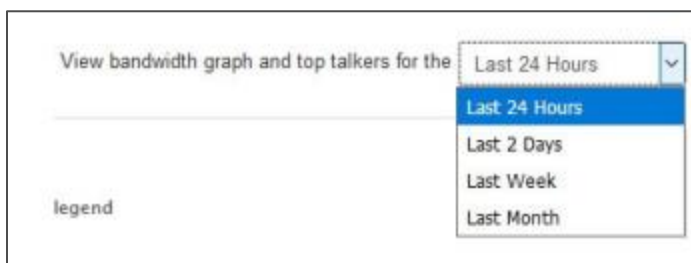 View bandwidth graph and top talkers for the Last 24 Hours
Last 24 Hours
Last 2 Days
Last Week
legend
Last Month